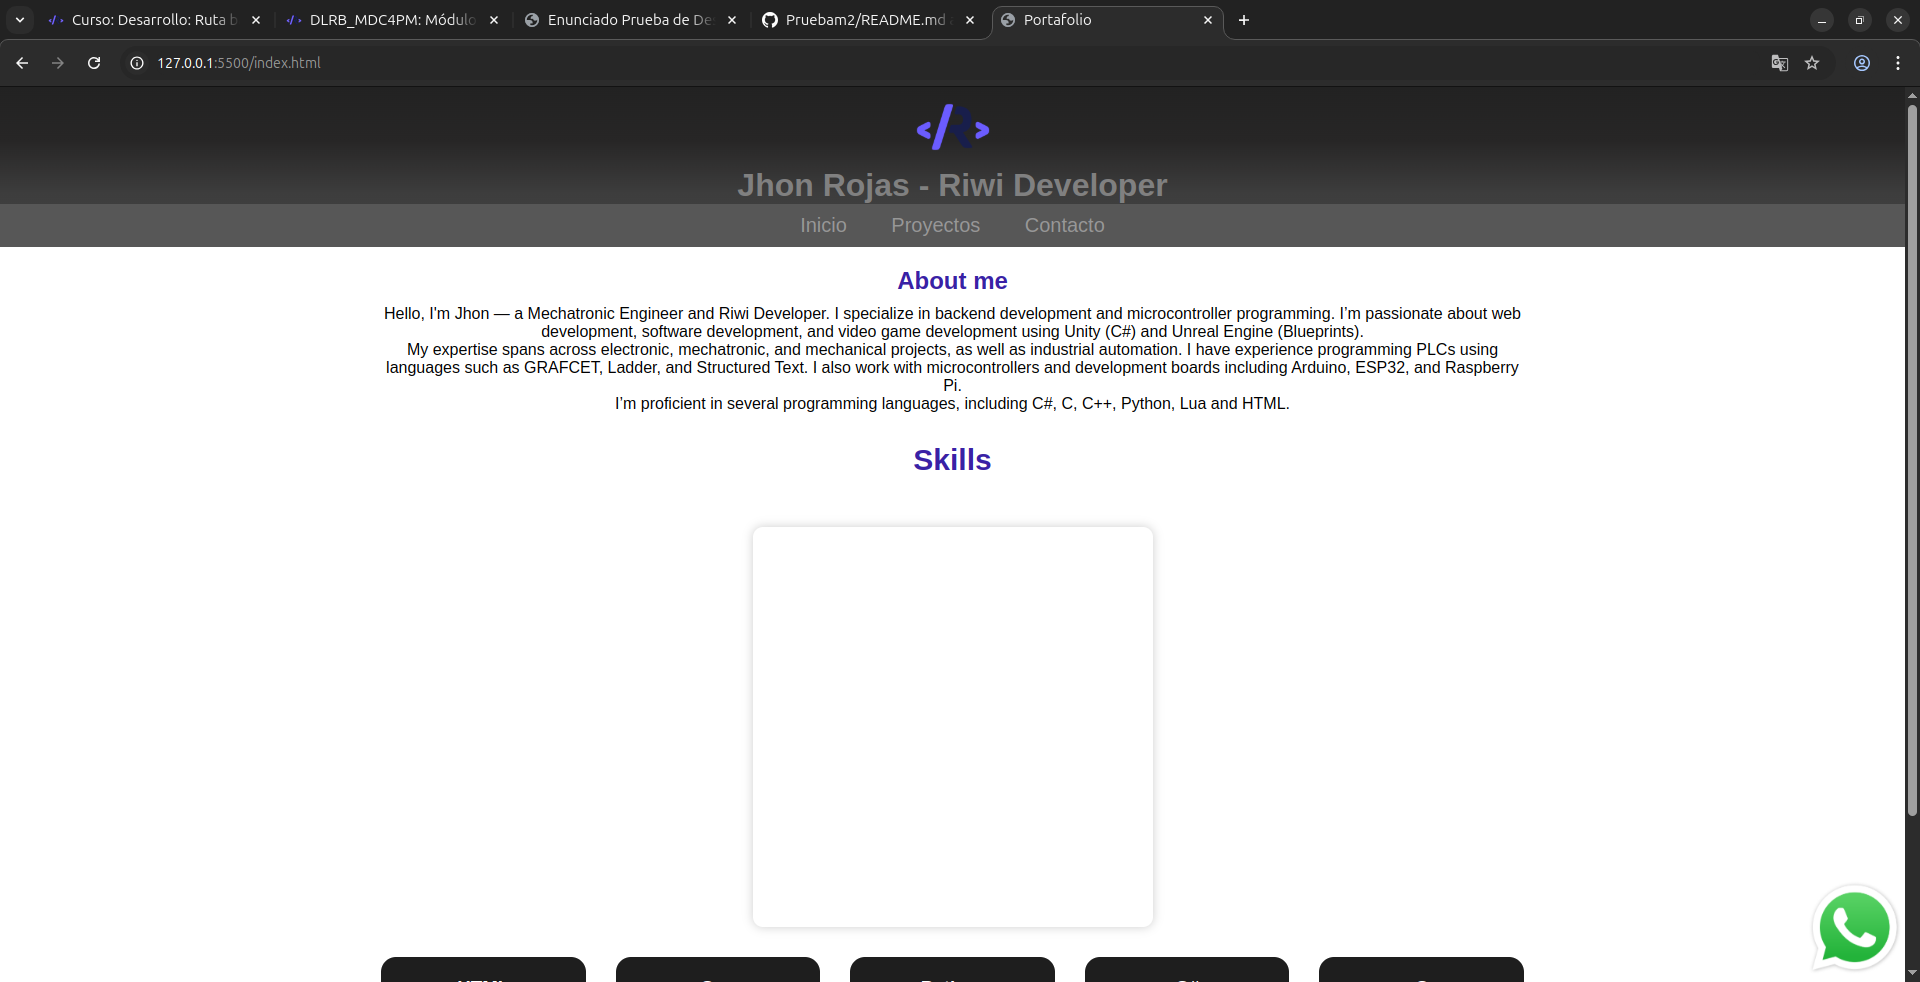 Curso: Desarrollo: Ruta b
DLRB_MDC4PM: Módulo
Enunciado Prueba de De
Pruebam2/README.md
Portafolio
127.0.0.1:5500/index.html
</R>
Jhon Rojas - Riwi Developer
Inicio Proyectos Contacto
About me
Hello, I'm Jhon — a Mechatronic Engineer and Riwi Developer. I specialize in backend development and microcontroller programming. I’m passionate about web
development, software development, and video game development using Unity (C#) and Unreal Engine (Blueprints).
My expertise spans across electronic, mechatronic, and mechanical projects, as well as industrial automation. I have experience programming PLCs using
languages such as GRAFCET, Ladder, and Structured Text. I also work with microcontrollers and development boards including Arduino, ESP32, and Raspberry
Pi.
I’m proficient in several programming languages, including C#, C, C++, Python, Lua and HTML.
Skills